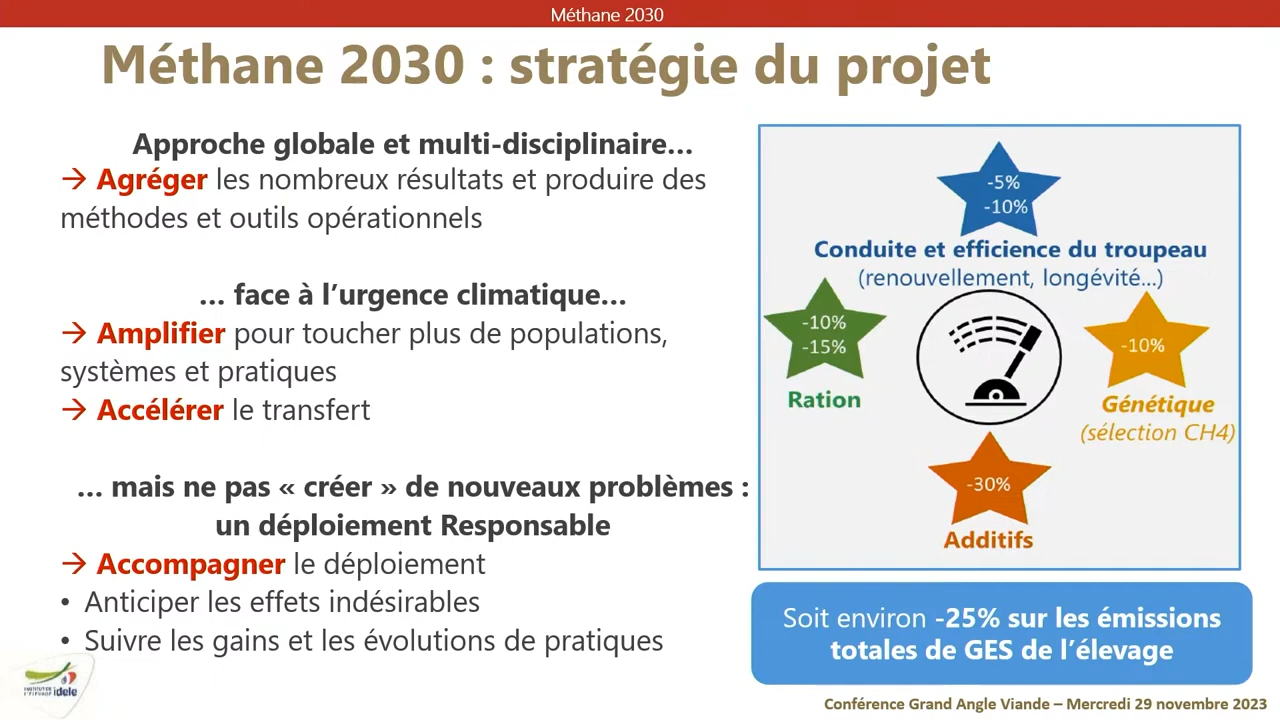 Méthane 2030
Méthane 2030 : stratégie du projet
Approche globale et multi-disciplinaire...
→ Agréger les nombreux résultats et produire des
méthodes et outils opérationnels
... face à l’urgence climatique...
→ Amplifier pour toucher plus de populations,
systèmes et pratiques
→ Accélérer le transfert
... mais ne pas « créer » de nouveaux problèmes :
un déploiement Responsable
→ Accompagner le déploiement
• Anticiper les effets indésirables
• Suivre les gains et les évolutions de pratiques
-5%
-10%
Conduite et efficience du troupeau
(renouvellement, longévité...)
-10%
-15%
Ration
-10%
Génétique
(sélection CH4)
-30%
Additifs
Soit environ -25% sur les émissions
totales de GES de l’élevage
INSTITUT DE
L'ÉLEVAGE idele
Conférence Grand Angle Viande – Mercredi 29 novembre 2023